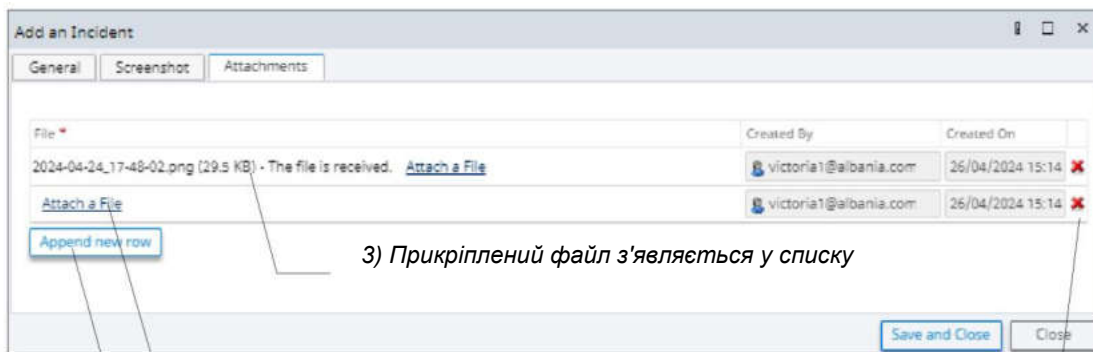 Add an Incident
General Screenshot Attachments
File * Created By Created On
2024-04-24_17-48-02.png (29.5 KB) - The file is received. Attach a File victoria1@albania.com 26/04/2024 15:14
Attach a File victoria1@albania.com 26/04/2024 15:14
Append new row
3) Прикріплений файл з'являється у списку
Save and Close Close